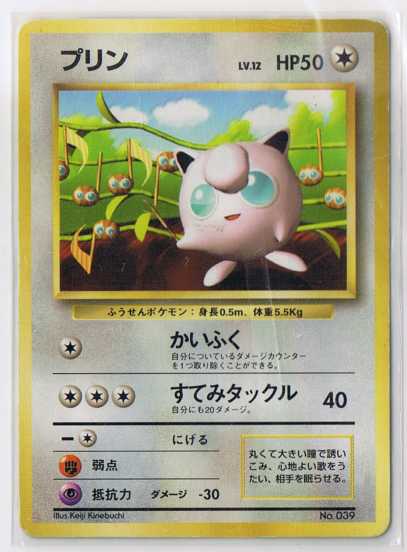 プリン LV.12 HP50
ふうせんポケモン：身長0.5m、体重5.5Kg
かいふく
自分についているダメージカウンター
を1つ取り除くことができる。
すてみタックル 40
自分にも20ダメージ。
にげる
弱点
抵抗力 ダメージ -30
丸くて大きい瞳で誘い
こみ、心地よい歌をう
たい、相手を眠らせる。
Illus.Keiji Kinebuchi
No.039